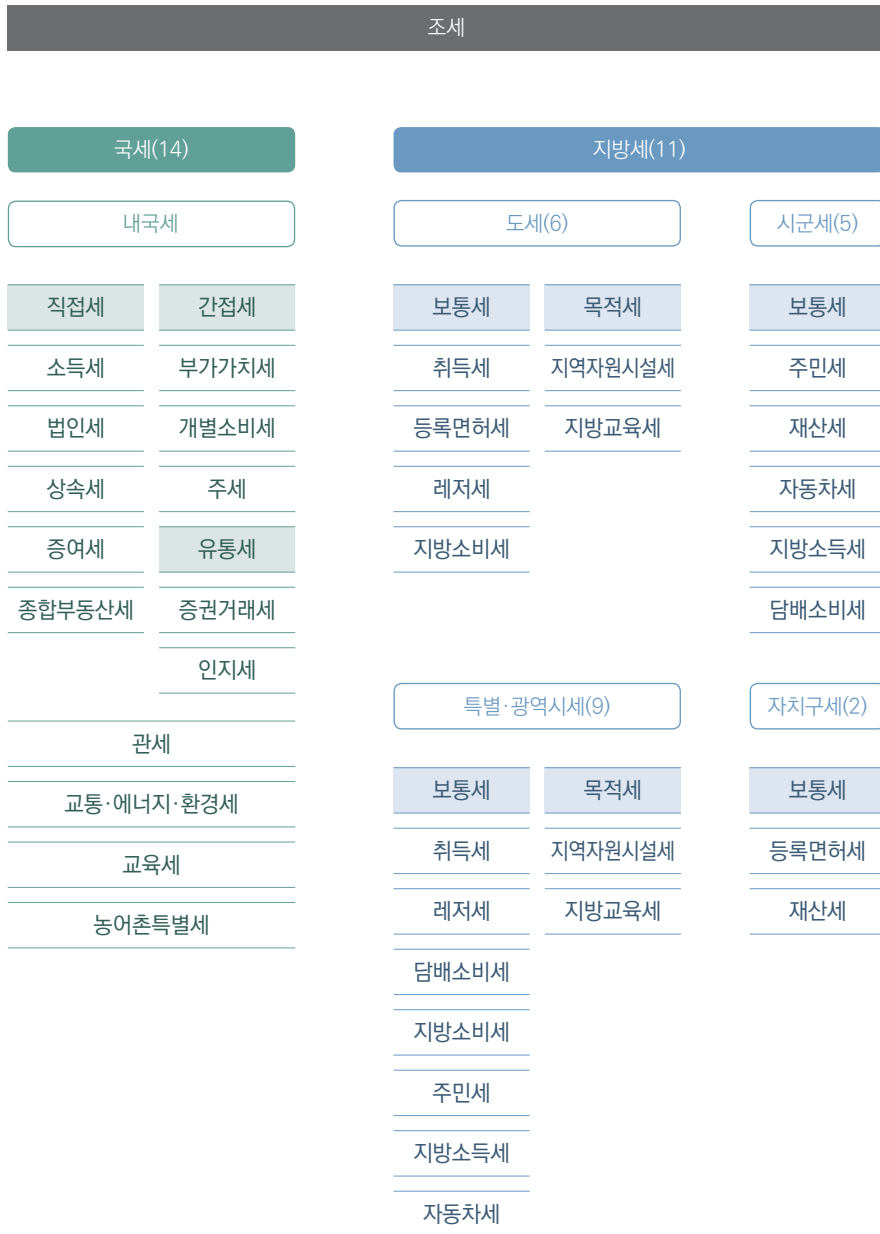 조세
국세(14)
내국세
직접세 간접세
소득세 부가가치세
법인세 개별소비세
상속세 주세
증여세 유통세
종합부동산세 증권거래세
인지세
관세
교통·에너지·환경세
교육세
농어촌특별세
지방세(11)
도세(6)
보통세 목적세
취득세 지역자원시설세
등록면허세 지방교육세
레저세
지방소비세
시군세(5)
보통세
주민세
재산세
자동차세
지방소득세
담배소비세
특별·광역시세(9)
보통세 목적세
취득세 지역자원시설세
레저세 지방교육세
담배소비세
지방소비세
주민세
지방소득세
자동차세
자치구세(2)
보통세
등록면허세
재산세